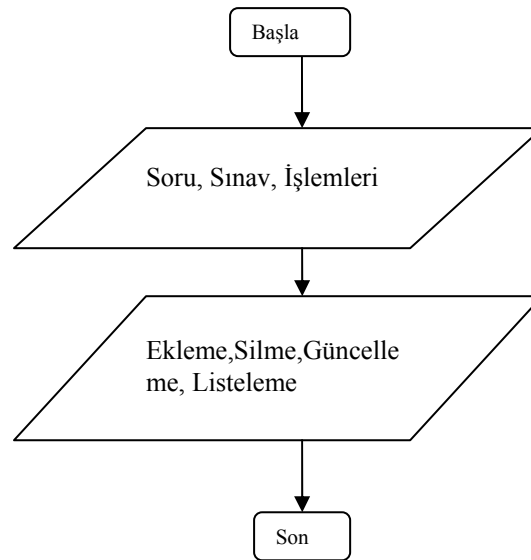 Başla
Soru, Sınav, İşlemleri
Ekleme,Silme,Güncelle
me, Listeleme
Son